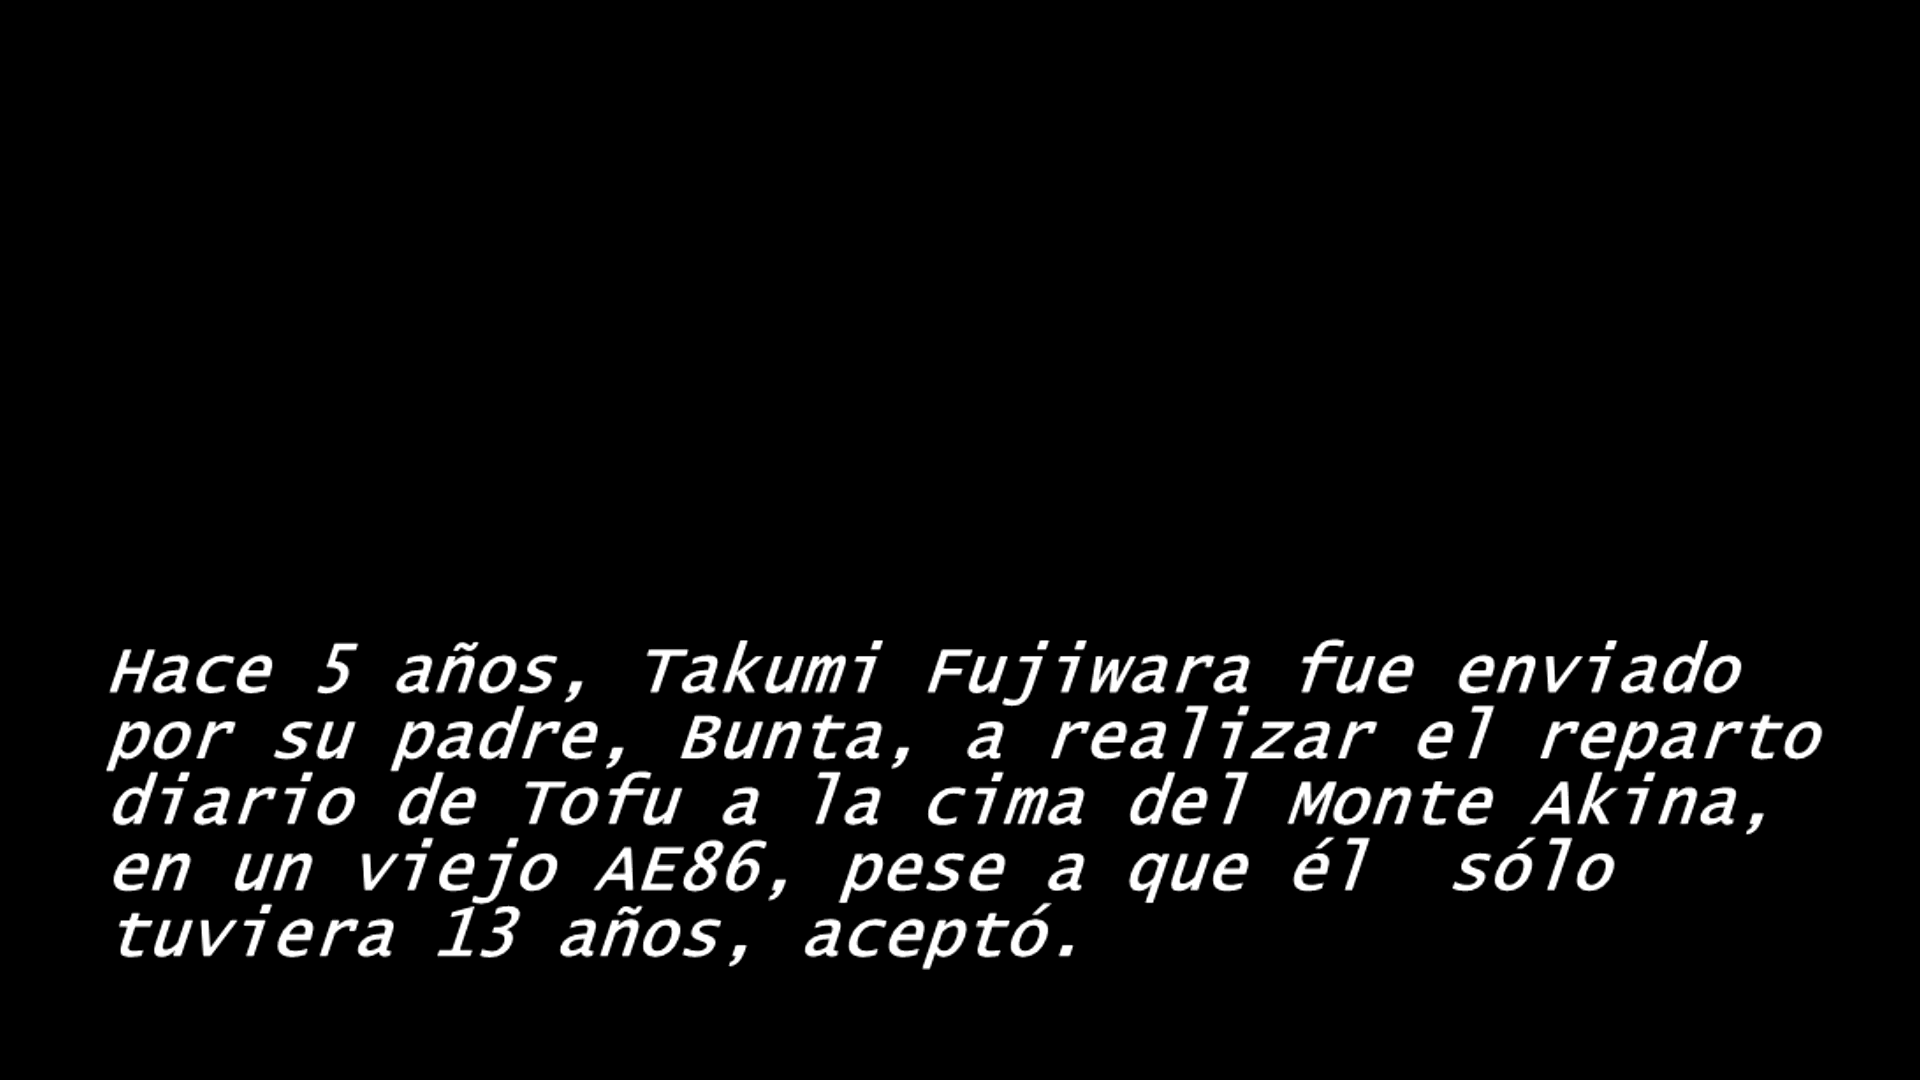 Hace 5 años, Takumi Fujiwara fue enviado
por su padre, Bunta, a realizar el reparto
diario de Tofu a la cima del Monte Akina,
en un viejo AE86, pese a que él  sólo
tuviera 13 años, aceptó.